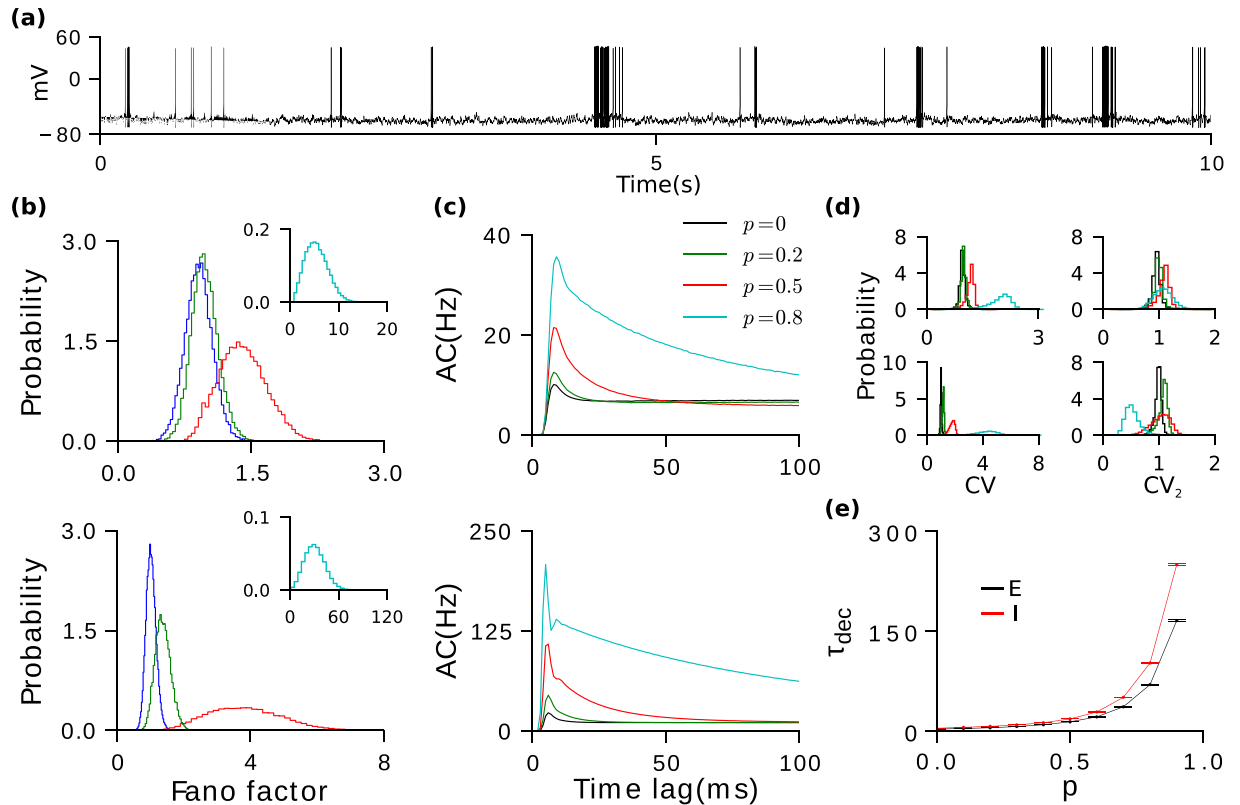 (a)
60
0
−80
mV
0
5
10
Time(s)
(b)
3.0
1.5
0.0
Probability
0.0
1.5
3.0
0.2
0.0
0
10
20
3.0
1.5
0.0
Probability
0
4
8
Fano factor
0.1
0.0
0
60
120
(c)
40
20
0
AC(Hz)
0
50
100
p=0
p=0.2
p=0.5
p=0.8
250
125
0
AC(Hz)
0
50
100
Time lag(ms)
(d)
Probability
8
4
0
0
3
8
4
0
0
1
2
10
5
0
0
4
8
CV
8
4
0
0
1
2
CV2
(e)
300
150
0
τdec
E
I
0.0
0.5
1.0
p